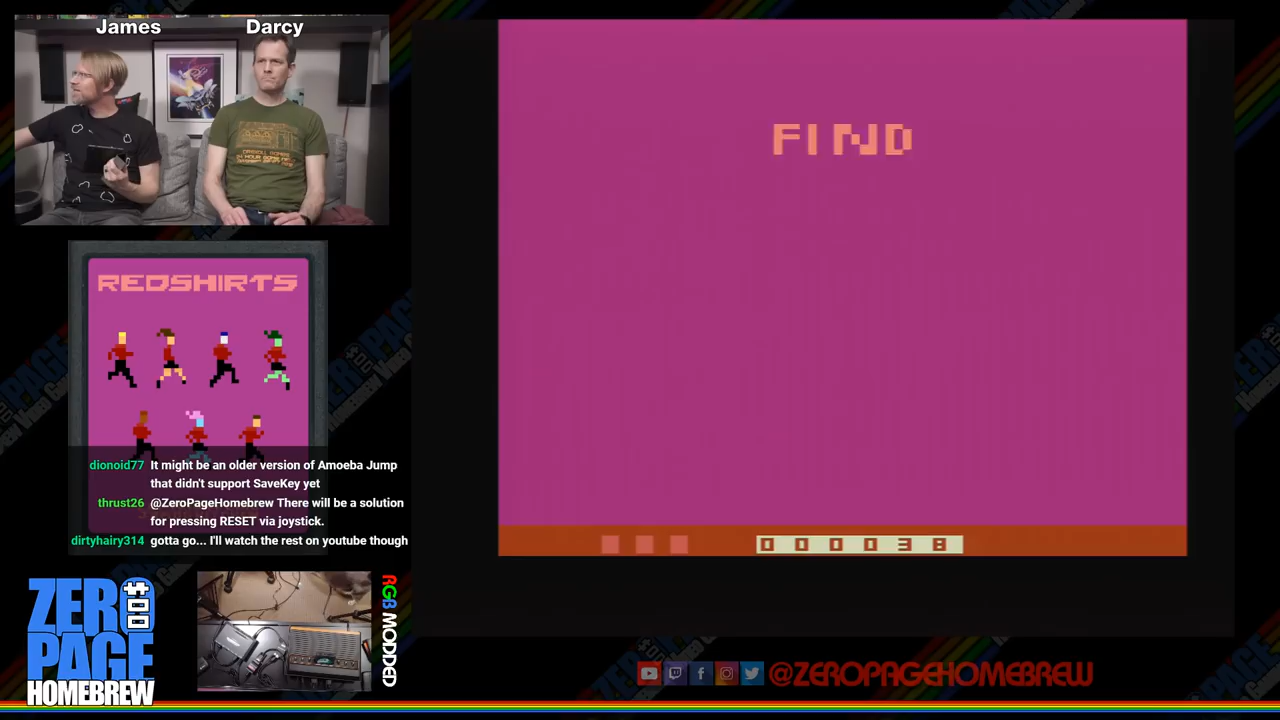 James
Darcy
FIND
REDSHIRTS
dionoid77 It might be an older version of Amoeba Jump
that didn't support SaveKey yet
thrust26 @ZeroPageHomebrew There will be a solution
for pressing RESET via joystick.
dirtyhairy314 gotta go... I'll watch the rest on youtube though
000038
ZERO
PAGE
HOMEBREW
RGB MODDED
@ZEROPAGEHOMEBREW